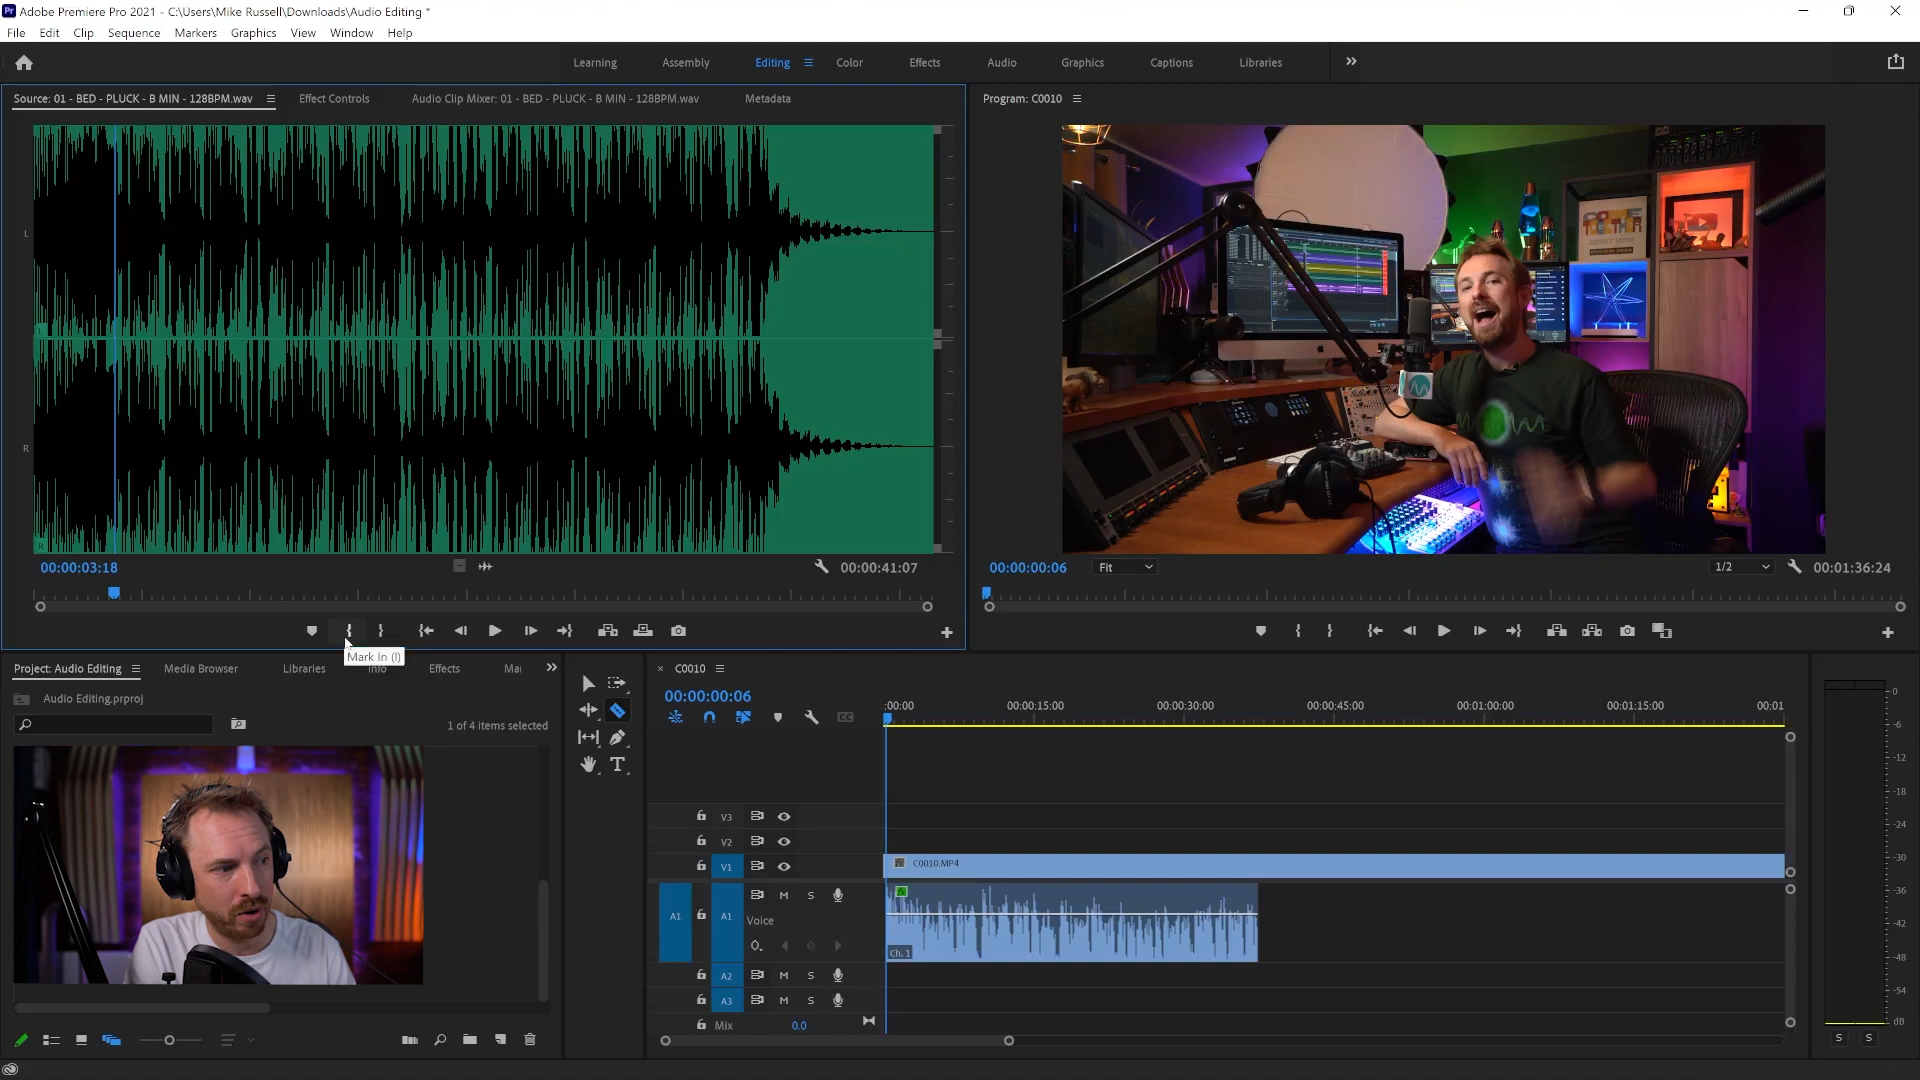 Adobe Premiere Pro 2021 - C:\Users\Mike Russell\Downloads\Audio Editing *
File Edit Clip Sequence Markers Graphics View Window Help
Learning Assembly Editing Color Effects Audio Graphics Captions Libraries
Source: 01 - BED - PLUCK - B MIN - 128BPM.wav Effect Controls Audio Clip Mixer: 01 - BED - PLUCK - B MIN - 128BPM.wav Metadata
Program: C0010
L
R
00:00:03:18
00:00:41:07
00:00:00:06
Fit
1/2
00:01:36:24
Mark In (I)
Project: Audio Editing Media Browser Libraries Info Effects Mai
Audio Editing.prproj
1 of 4 items selected
C0010
00:00:00:06
:00:00 00:00:15:00 00:00:30:00 00:00:45:00 00:01:00:00 00:01:15:00 00:01
V3
V2
V1
C0010.MP4
A1 A1 M S
Voice
Ch. 1
A2 M S
A3 M S
Mix 0.0
0
-6
-12
-18
-24
-30
-36
-42
-48
-54
dB
S S